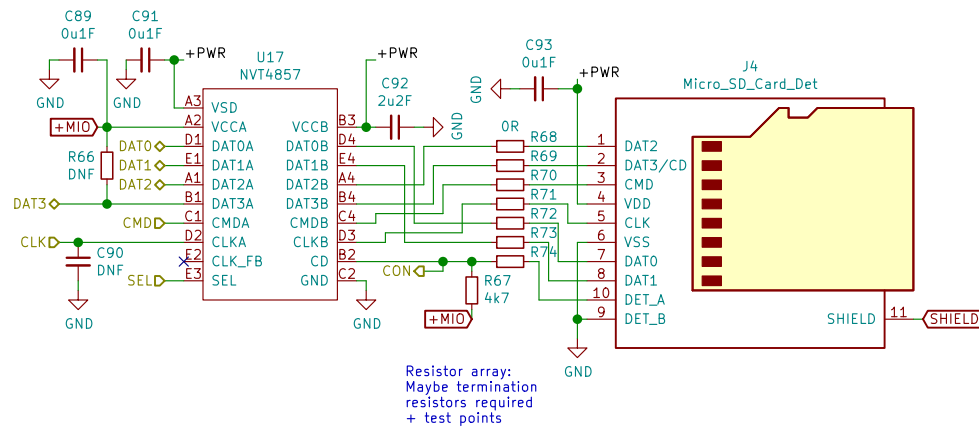 C89
0u1F
C91
0u1F
+PWR
GND
GND
U17
NVT4857
+PWR
C92
2u2F
GND
C93
0u1F
GND
+PWR
J4
Micro_SD_Card_Det
+MIO
R66
DNF
DAT0
DAT1
DAT2
DAT3
CMD
CLK
C90
DNF
GND
SEL
A3 VSD
A2 VCCA
D1 DAT0A
E1 DAT1A
A1 DAT2A
B1 DAT3A
C1 CMDA
D2 CLKA
E2 CLK_FB
E3 SEL
VCCB B3
DAT0B D4
DAT1B E4
DAT2B A4
DAT3B B4
CMDB C4
CLKB D3
CD B2
GND C2
GND
CON
R67
4k7
+MIO
0R
R68
R69
R70
R71
R72
R73
R74
1 DAT2
2 DAT3/CD
3 CMD
4 VDD
5 CLK
6 VSS
7 DAT0
8 DAT1
10 DET_A
9 DET_B
SHIELD 11
SHIELD
GND
Resistor array:
Maybe termination
resistors required
+ test points